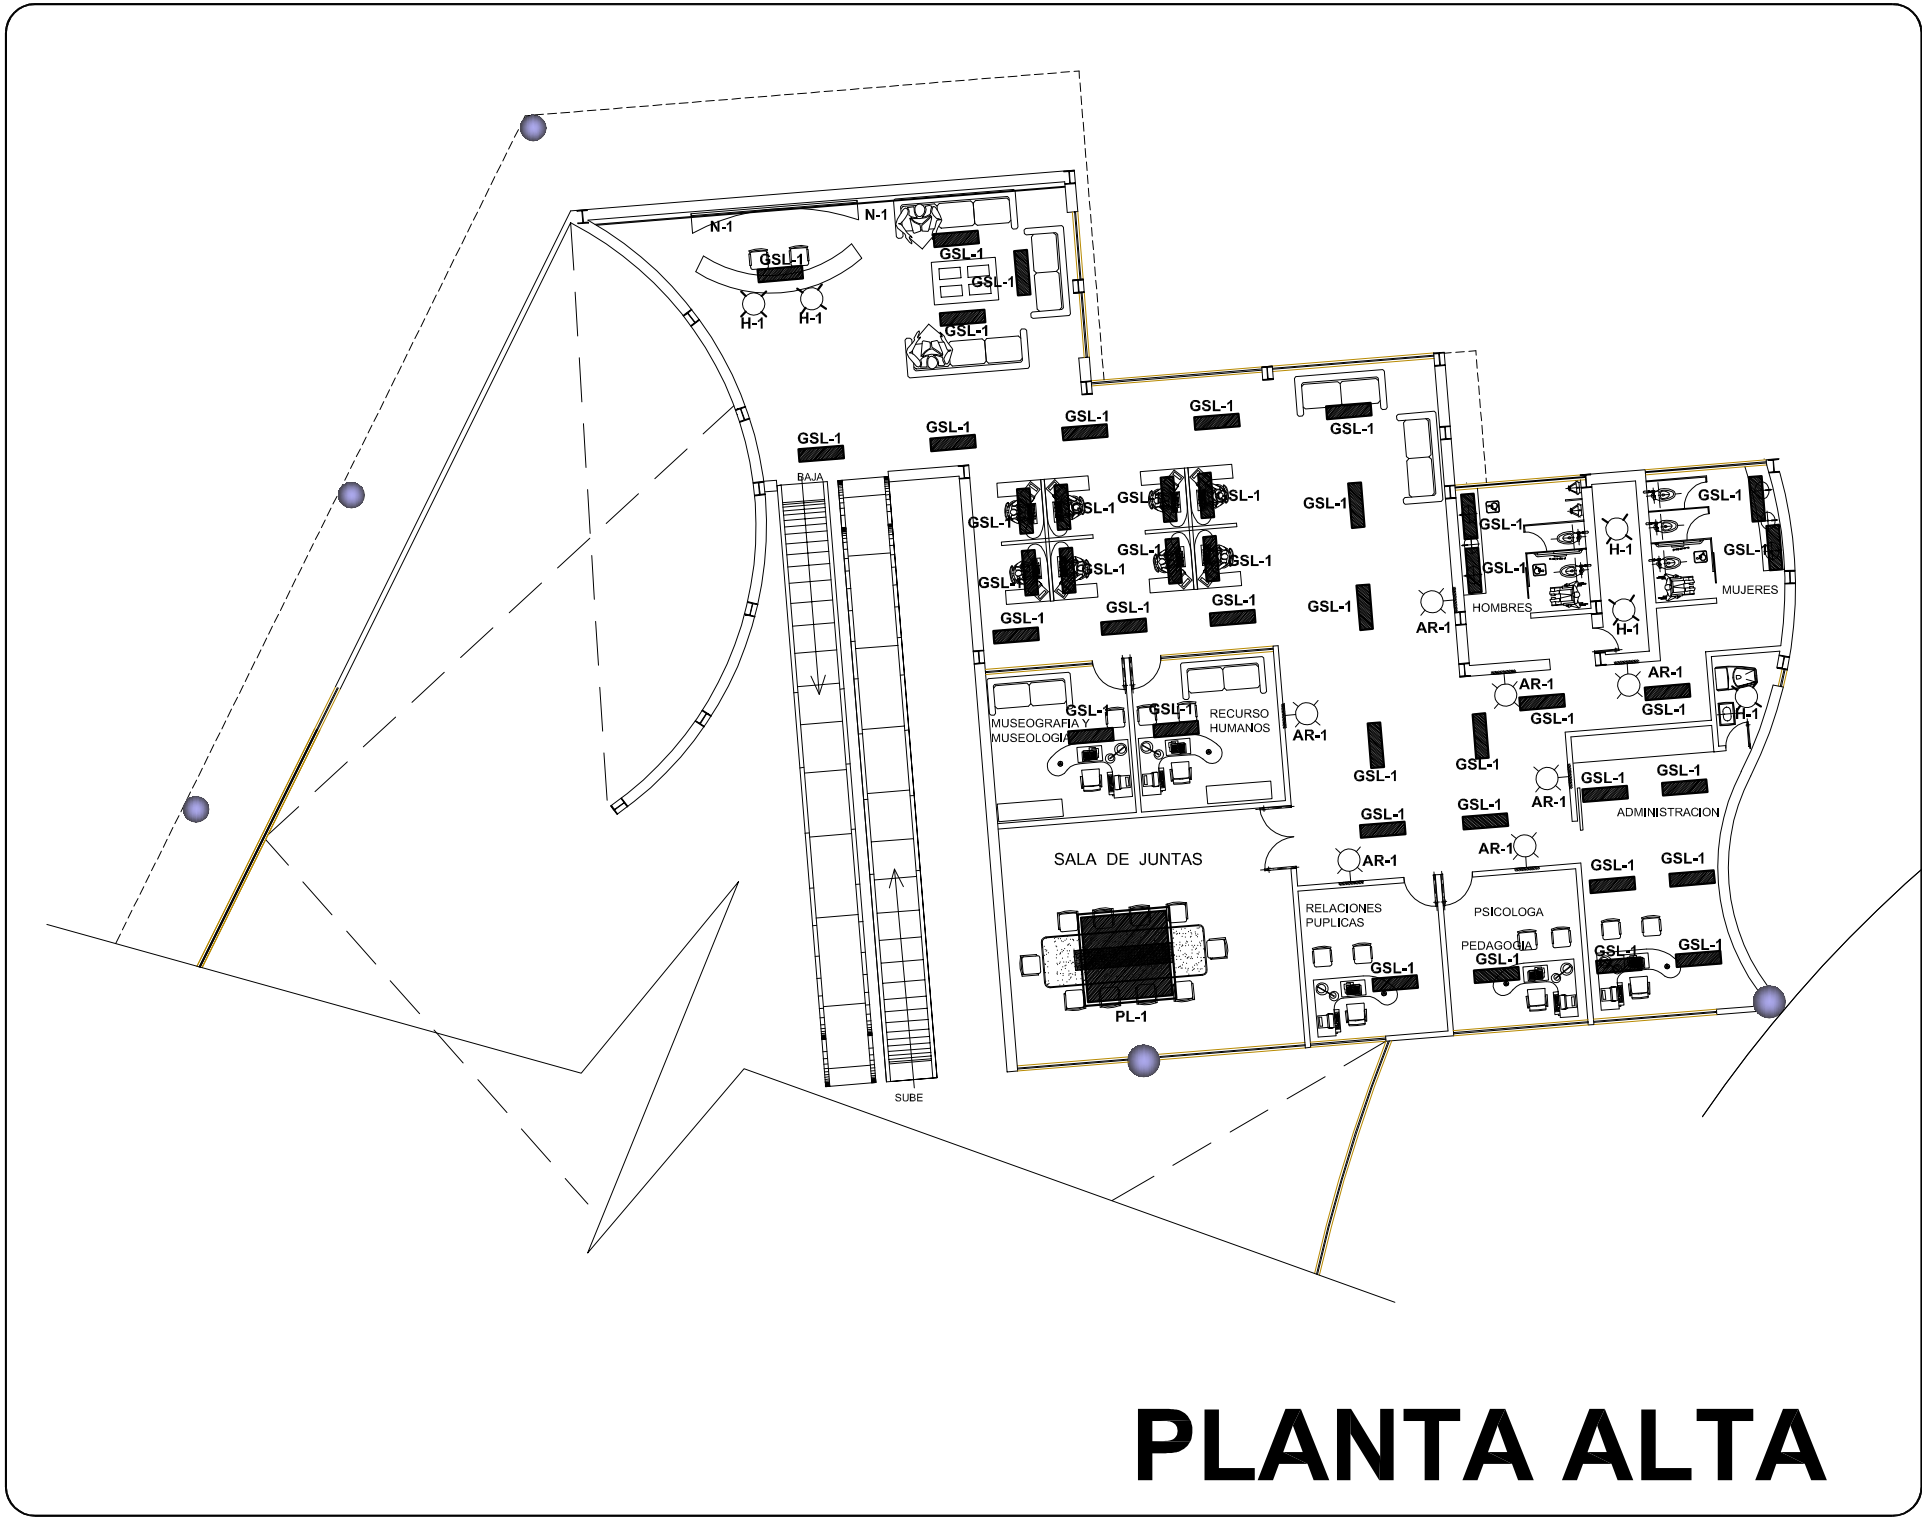 N-1
N-1
GSL-1
GSL-1
GSL-1
GSL-1
H-1
H-1
GSL-1
GSL-1
GSL-1
GSL-1
GSL-1
BAJA
GSL-1
GSL-1
GSL-1
GSL-1
GSL-1
GSL-1
GSL-1
GSL-1
GSL-1
GSL-1
GSL-1
GSL-1
GSL-1
H-1
GSL-1
GSL-1
GSL-1
GSL-1
GSL-1
GSL-1
HOMBRES
MUJERES
AR-1
H-1
AR-1
GSL-1
AR-1
GSL-1
H-1
GSL-1
MUSEOGRAFIA Y
MUSEOLOGIA
GSL-1
RECURSO
HUMANOS
AR-1
GSL-1
GSL-1
AR-1
GSL-1
GSL-1
ADMINISTRACION
GSL-1
GSL-1
AR-1
AR-1
SALA DE JUNTAS
GSL-1
GSL-1
RELACIONES
PUPLICAS
PSICOLOGA
PEDAGOGIA
GSL-1
GSL-1
GSL-1
GSL-1
PL-1
SUBE
PLANTA ALTA